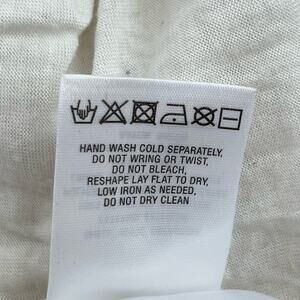 HAND WASH COLD SEPARATELY,
DO NOT WRING OR TWIST,
DO NOT BLEACH,
RESHAPE LAY FLAT TO DRY,
LOW IRON AS NEEDED,
DO NOT DRY CLEAN